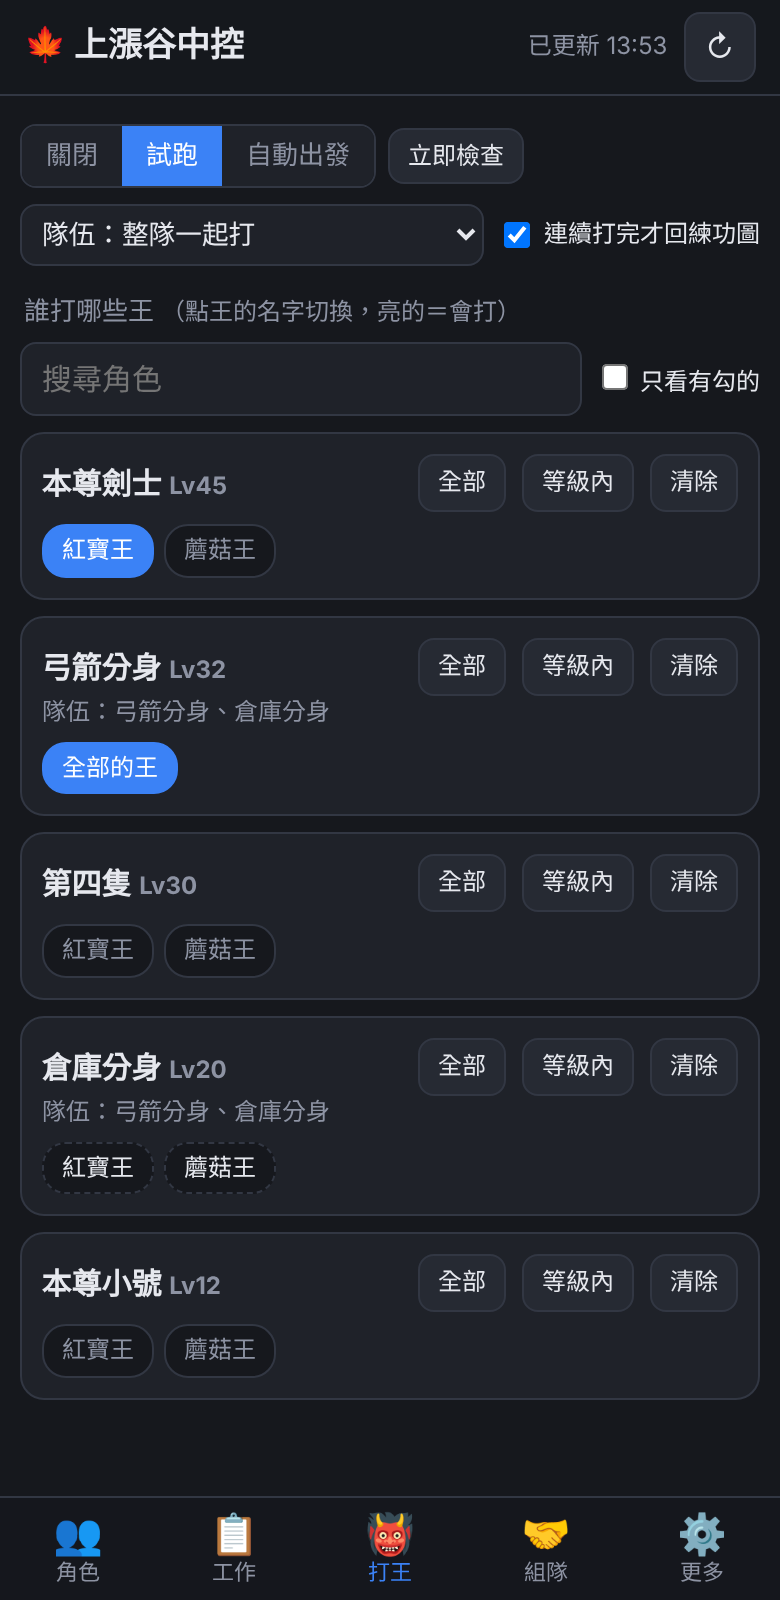 上漲谷中控 已更新 13:53
關閉 試跑 自動出發 立即檢查
隊伍：整隊一起打 連續打完才回練功圖
誰打哪些王 （點王的名字切換，亮的＝會打）
搜尋角色 只看有勾的
本尊劍士 Lv45 全部 等級內 清除
紅寶王 蘑菇王
弓箭分身 Lv32 全部 等級內 清除
隊伍：弓箭分身、倉庫分身
全部的王
第四隻 Lv30 全部 等級內 清除
紅寶王 蘑菇王
倉庫分身 Lv20 全部 等級內 清除
隊伍：弓箭分身、倉庫分身
紅寶王 蘑菇王
本尊小號 Lv12 全部 等級內 清除
紅寶王 蘑菇王
角色 工作 打王 組隊 更多